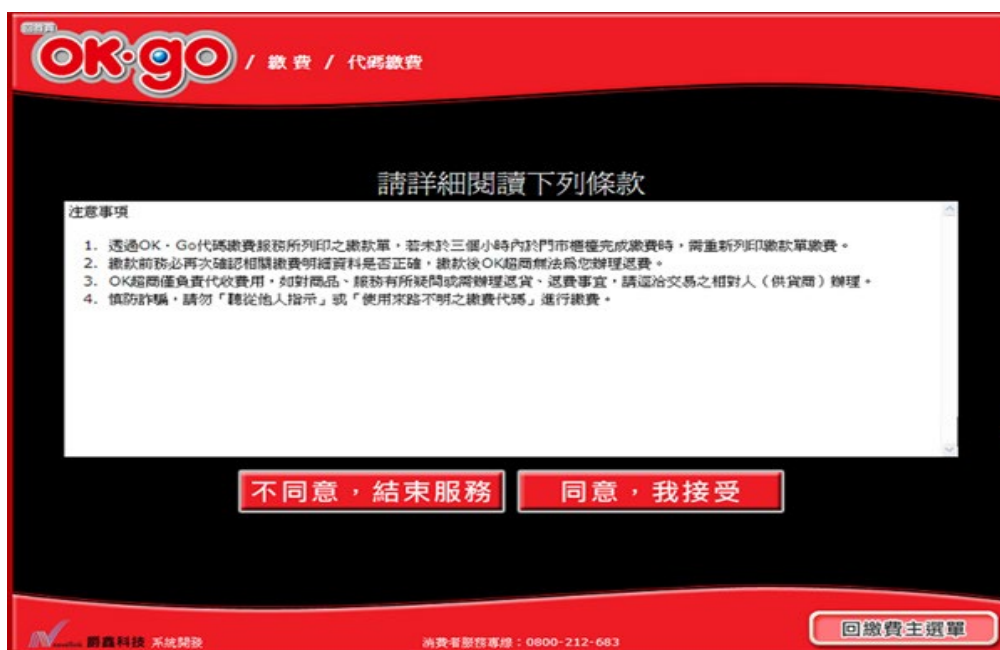 OK·go / 繳費 / 代碼繳費
請詳細閱讀下列條款
注意事項
1. 透過OK‧Go代碼繳費服務所列印之繳款單，若未於三個小時內於門市櫃檯完成繳費時，需重新列印繳款單繳費。
2. 繳款前務必再次確認相關繳費明細資料是否正確，繳款後OK超商無法為您辦理退費。
3. OK超商僅負責代收費用，如對商品、服務有所疑問或需辦理退貨、退費事宜，請逕洽交易之相對人（供貨商）辦理。
4. 慎防詐騙，請勿「聽從他人指示」或「使用來路不明之繳費代碼」進行繳費。
不同意，結束服務
同意，我接受
爵鑫科技 系統開發
消費者服務專線：0800-212-683
回繳費主選單